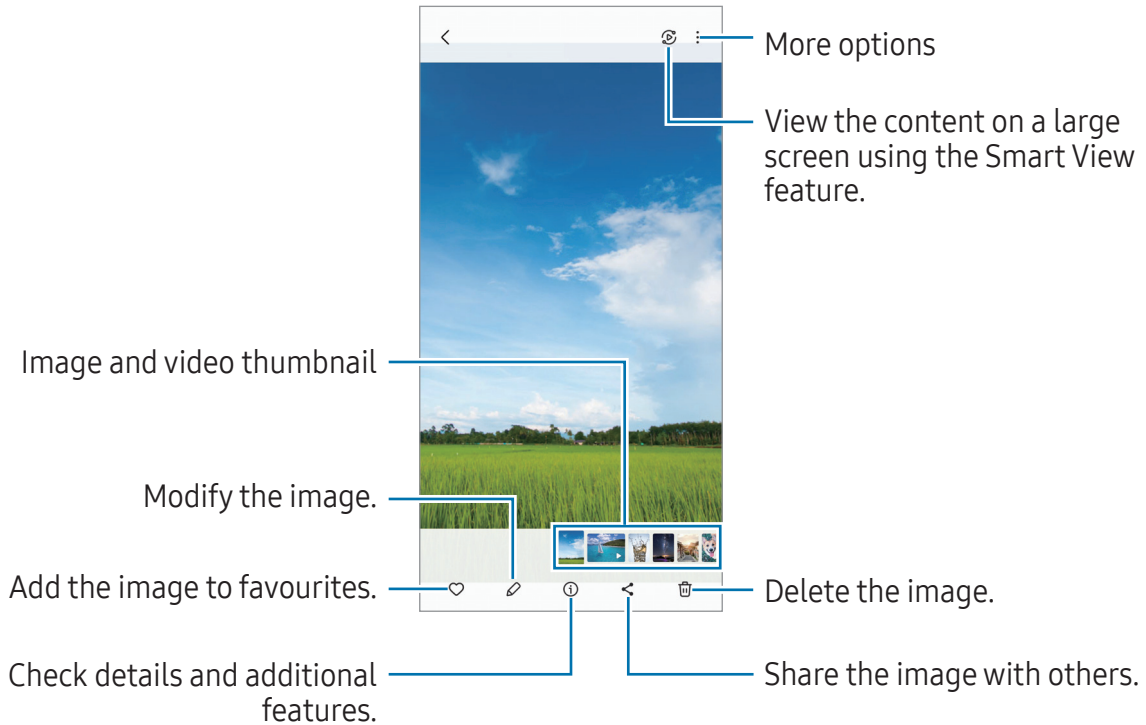 More options
View the content on a large
screen using the Smart View
feature.
Image and video thumbnail
Modify the image.
Add the image to favourites.
Delete the image.
Check details and additional
features.
Share the image with others.